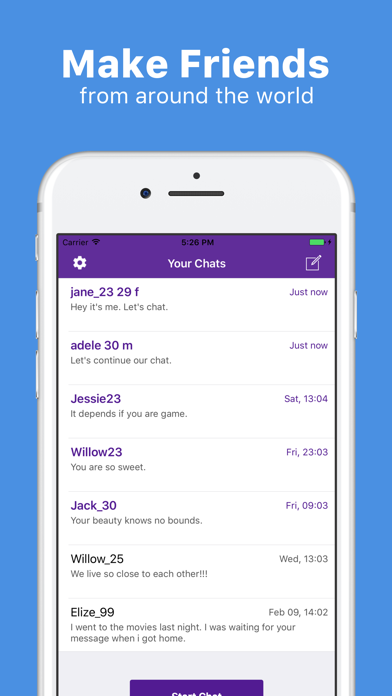 Make Friends
from around the world
Carrier 5:26 PM
Your Chats
jane_23 29 f Just now
Hey it's me. Let's chat.
adele 30 m Just now
Let's continue our chat.
Jessie23 Sat, 13:04
It depends if you are game.
Willow23 Fri, 23:03
You are so sweet.
Jack_30 Fri, 09:03
Your beauty knows no bounds.
Willow_25 Wed, 13:03
We live so close to each other!!!
Elize_99 Feb 09, 14:02
I went to the movies last night. I was waiting for your
message when i got home.
Start Chat